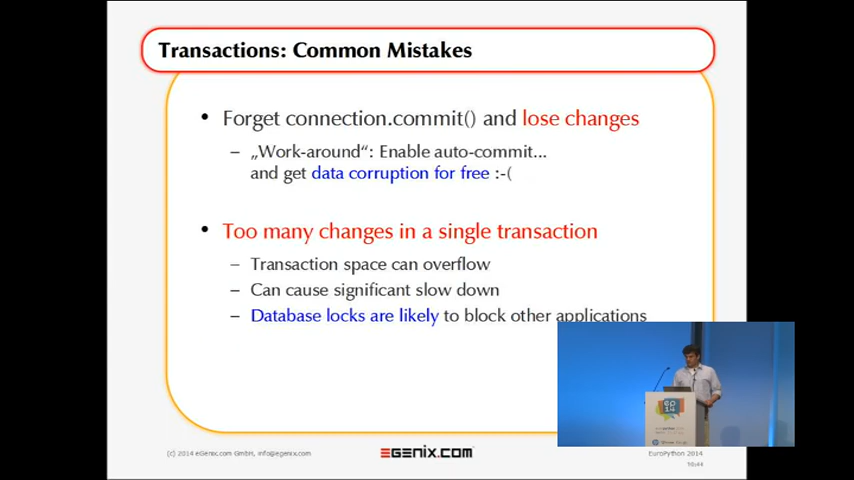 Transactions: Common Mistakes
• Forget connection.commit() and lose changes
– „Work-around“: Enable auto-commit...
and get data corruption for free :-(
• Too many changes in a single transaction
– Transaction space can overflow
– Can cause significant slow down
– Database locks are likely to block other applications
ep
14
(c) 2014 eGenix.com GmbH, info@egenix.com
EGENIX.COM
EuroPython 2014